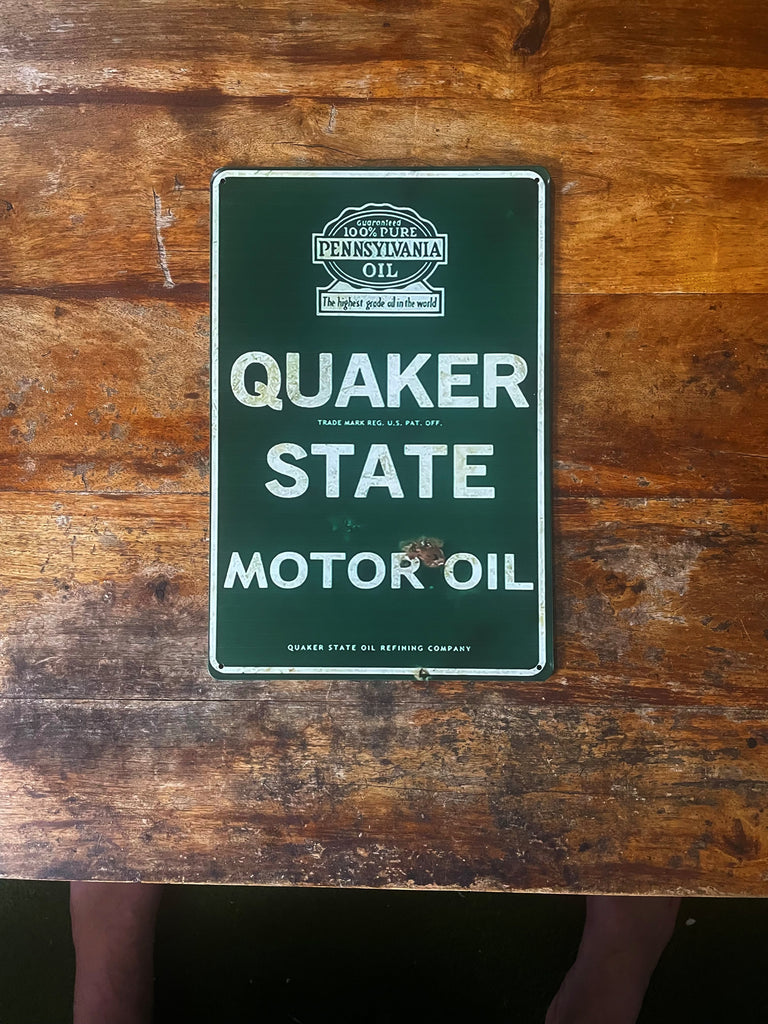 Guaranteed
100% PURE
PENNSYLVANIA
OIL
The highest grade oil in the world
QUAKER
TRADE MARK REG. U.S. PAT. OFF.
STATE
MOTOR OIL
QUAKER STATE OIL REFINING COMPANY